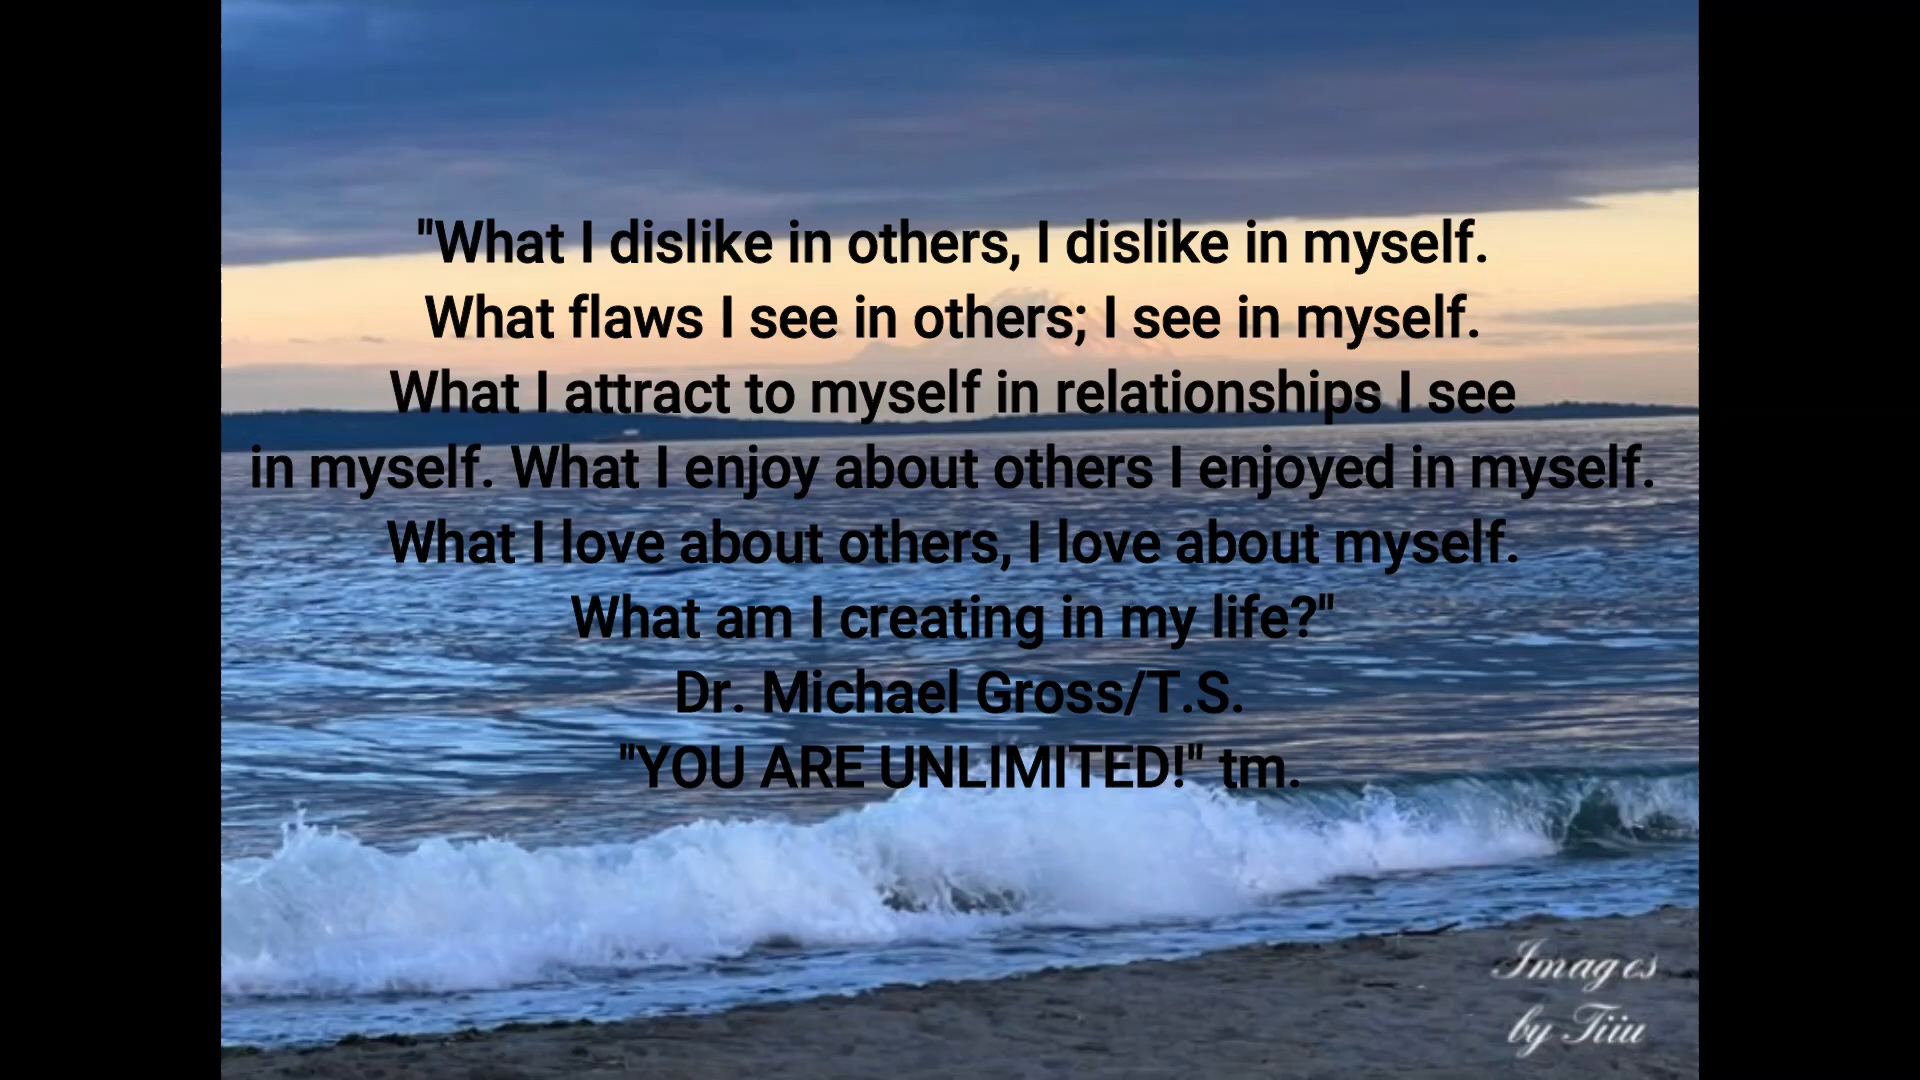 "What I dislike in others, I dislike in myself.
What flaws I see in others; I see in myself.
What I attract to myself in relationships I see
in myself. What I enjoy about others I enjoyed in myself.
What I love about others, I love about myself.
What am I creating in my life?"
Dr. Michael Gross/T.S.
"YOU ARE UNLIMITED!" tm.
Images
by Tiiu